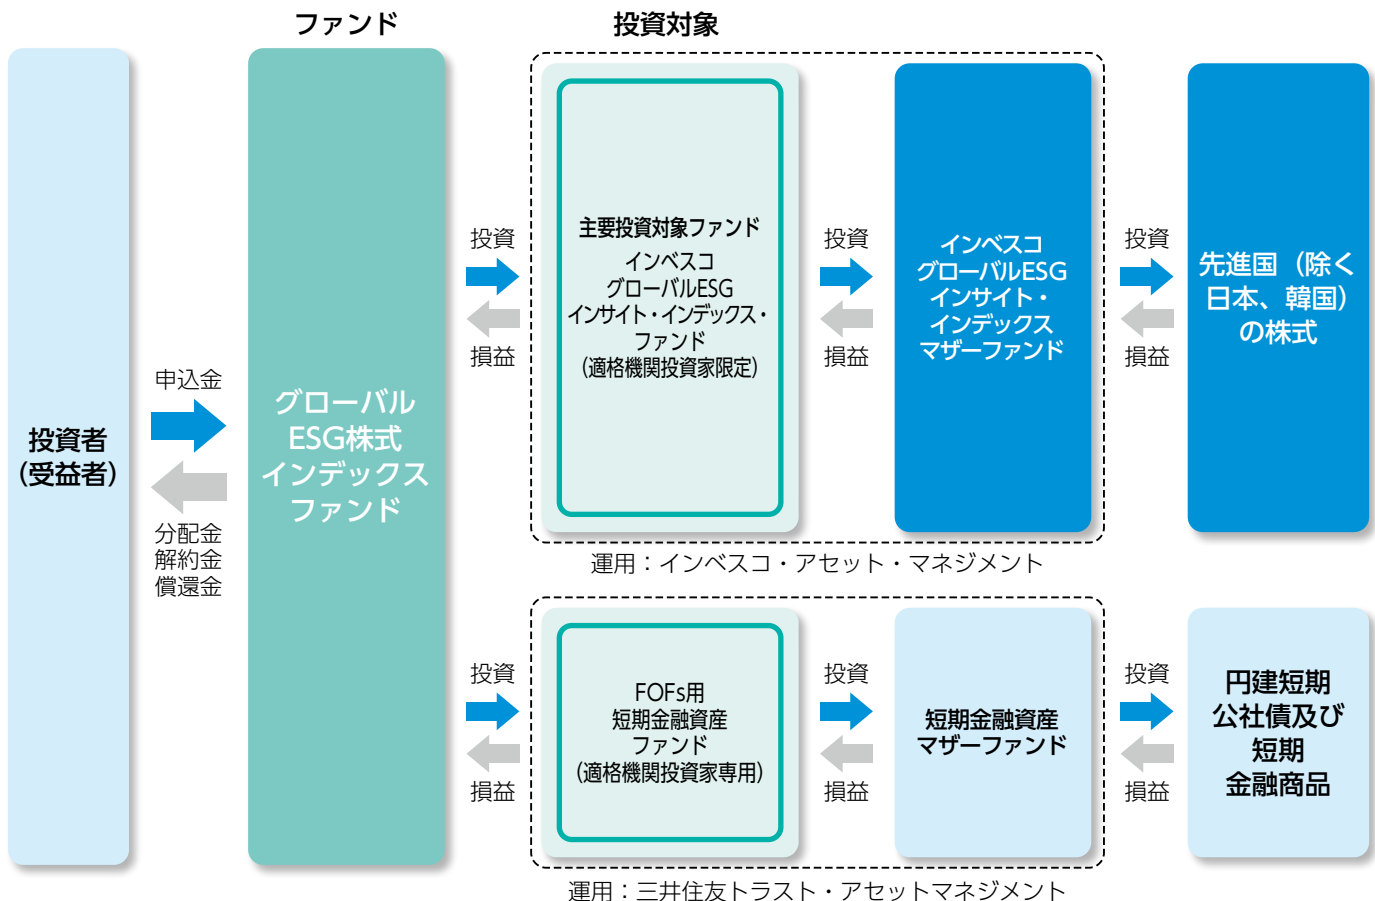 ファンド
投資対象
投資者
（受益者）
申込金
分配金
解約金
償還金
グローバル
ESG株式
インデックス
ファンド
投資
損益
主要投資対象ファンド
インベスコ
グローバルESG
インサイト・インデックス・
ファンド
（適格機関投資家限定）
投資
損益
インベスコ
グローバルESG
インサイト・
インデックス
マザーファンド
投資
損益
先進国（除く
日本、韓国）
の株式
運用：インベスコ・アセット・マネジメント
投資
損益
FOFs用
短期金融資産
ファンド
（適格機関投資家専用）
投資
損益
短期金融資産
マザーファンド
投資
損益
円建短期
公社債及び
短期
金融商品
運用：三井住友トラスト・アセットマネジメント